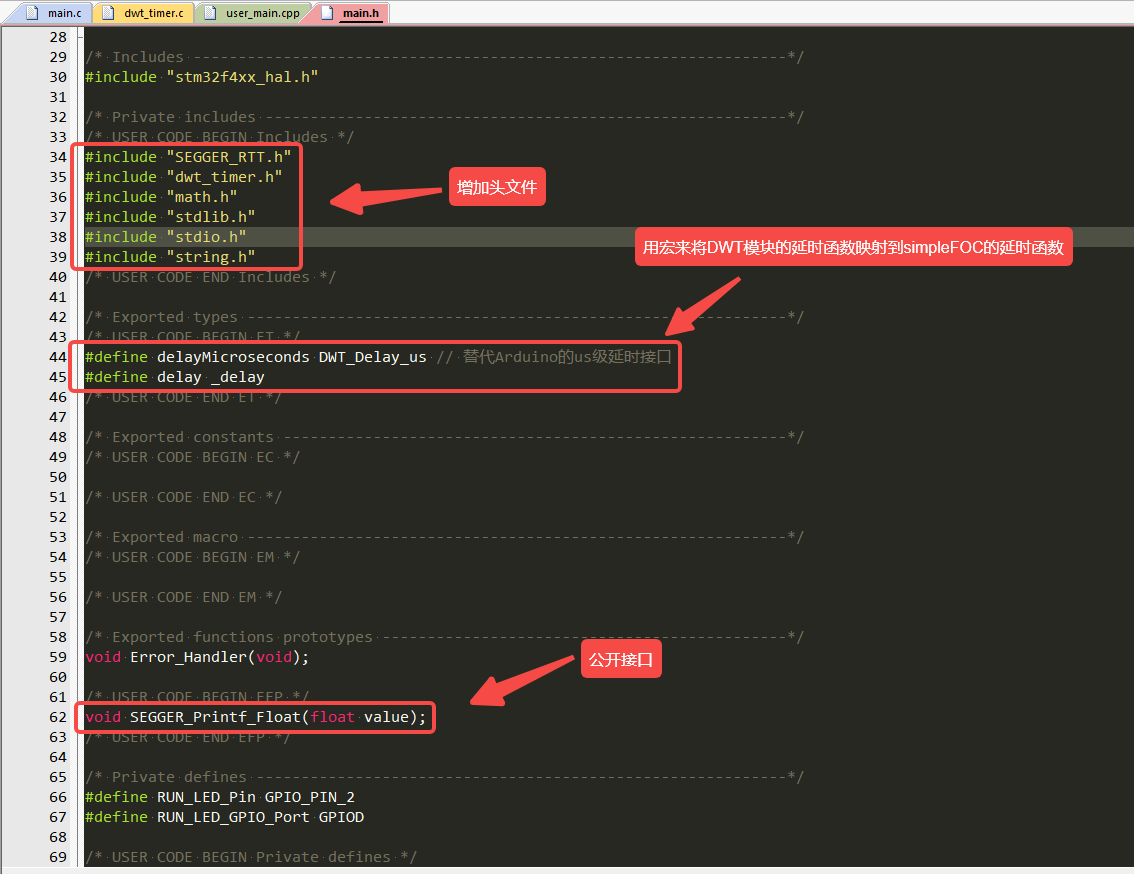 main.c dwt_timer.c user_main.cpp main.h
28
29 /* Includes ------------------------------------------------------------------*/
30 #include "stm32f4xx_hal.h"
31
32 /* Private includes ----------------------------------------------------------*/
33 /* USER CODE BEGIN Includes */
34 #include "SEGGER_RTT.h"
35 #include "dwt_timer.h"
36 #include "math.h"
增加头文件
37 #include "stdlib.h"
38 #include "stdio.h"
用宏来将DWT模块的延时函数映射到simpleFOC的延时函数
39 #include "string.h"
40 /* USER CODE END Includes */
41
42 /* Exported types ------------------------------------------------------------*/
43 /* USER CODE BEGIN ET */
44 #define delayMicroseconds DWT_Delay_us // 替代Arduino的us级延时接口
45 #define delay _delay
46 /* USER CODE END ET */
47
48 /* Exported constants --------------------------------------------------------*/
49 /* USER CODE BEGIN EC */
50
51 /* USER CODE END EC */
52
53 /* Exported macro ------------------------------------------------------------*/
54 /* USER CODE BEGIN EM */
55
56 /* USER CODE END EM */
57
58 /* Exported functions prototypes ---------------------------------------------*/
59 void Error_Handler(void);
公开接口
60
61 /* USER CODE BEGIN EFP */
62 void SEGGER_Printf_Float(float value);
63 /* USER CODE END EFP */
64
65 /* Private defines -----------------------------------------------------------*/
66 #define RUN_LED_Pin GPIO_PIN_2
67 #define RUN_LED_GPIO_Port GPIOD
68
69 /* USER CODE BEGIN Private defines */